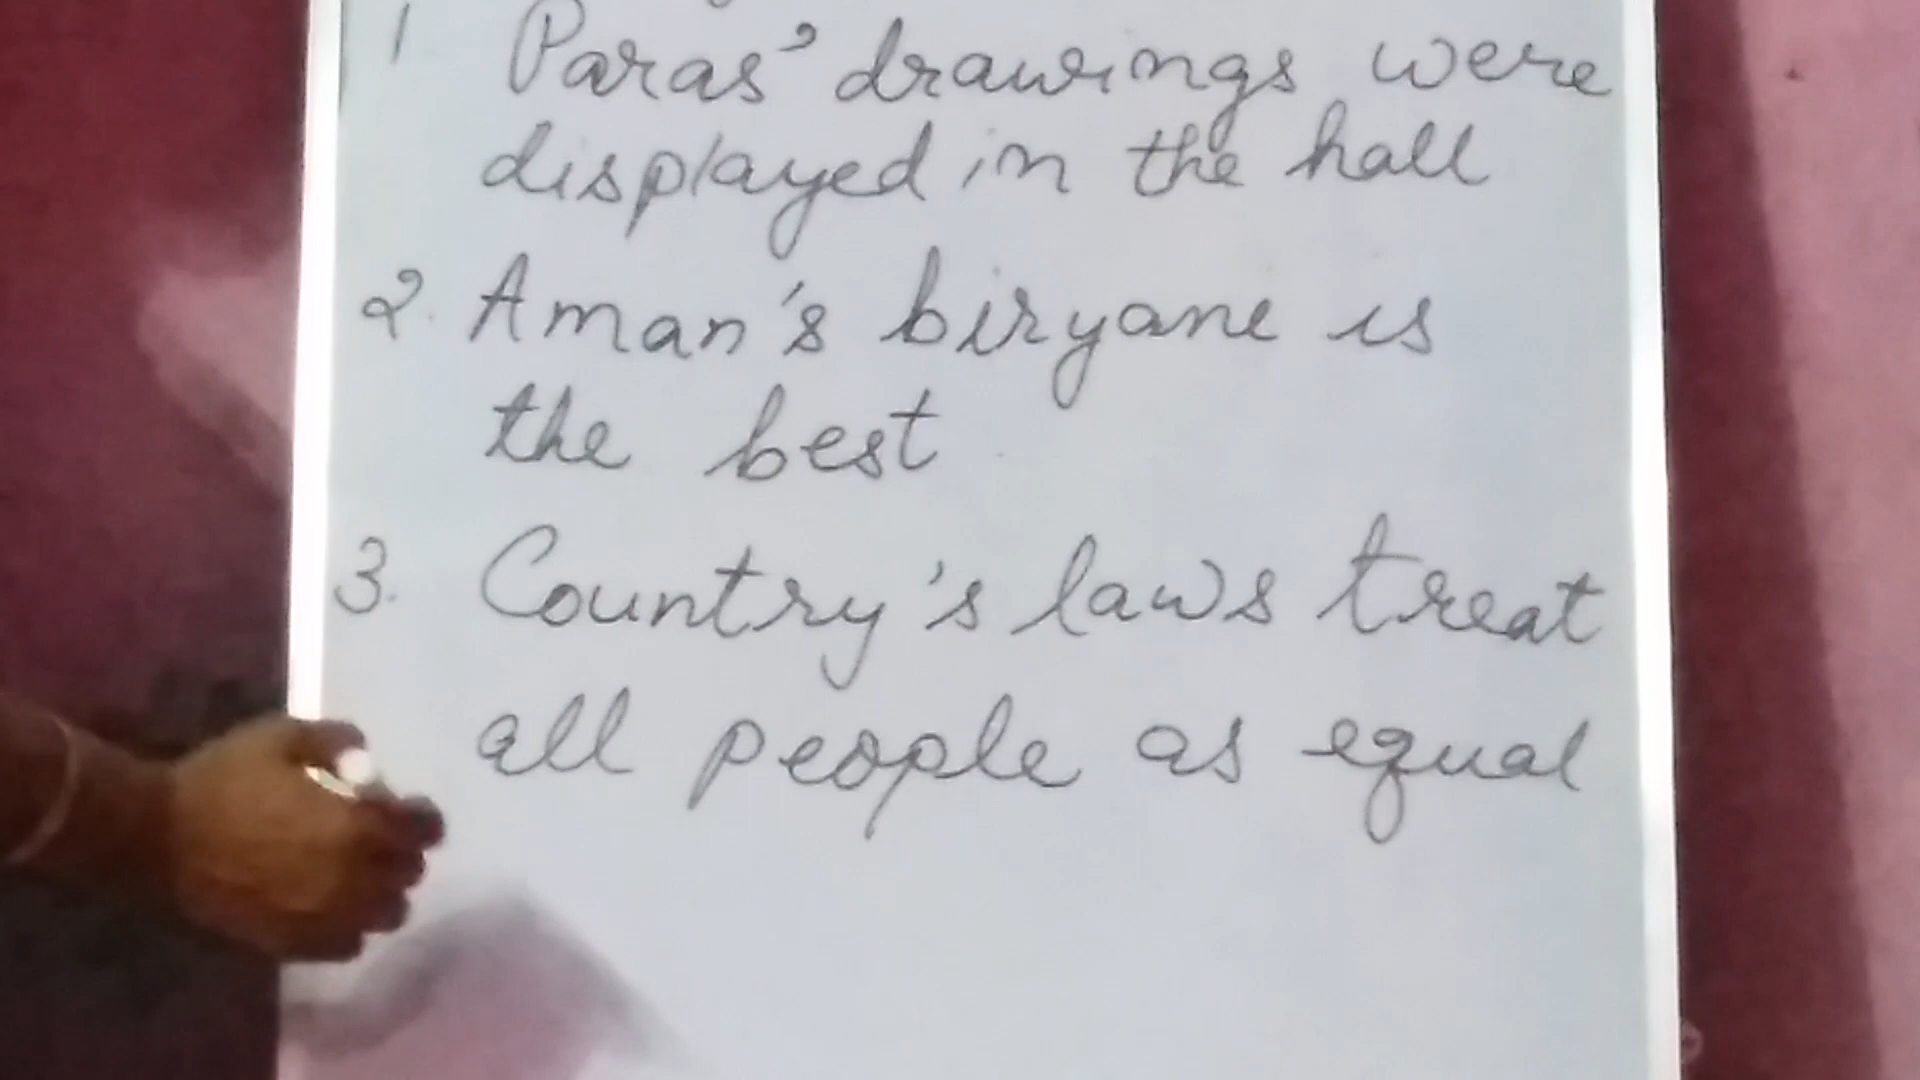 1 Paras' drawings were
displayed in the hall
2. Aman's biryane is
the best
3. Country's laws treat
all people as equal